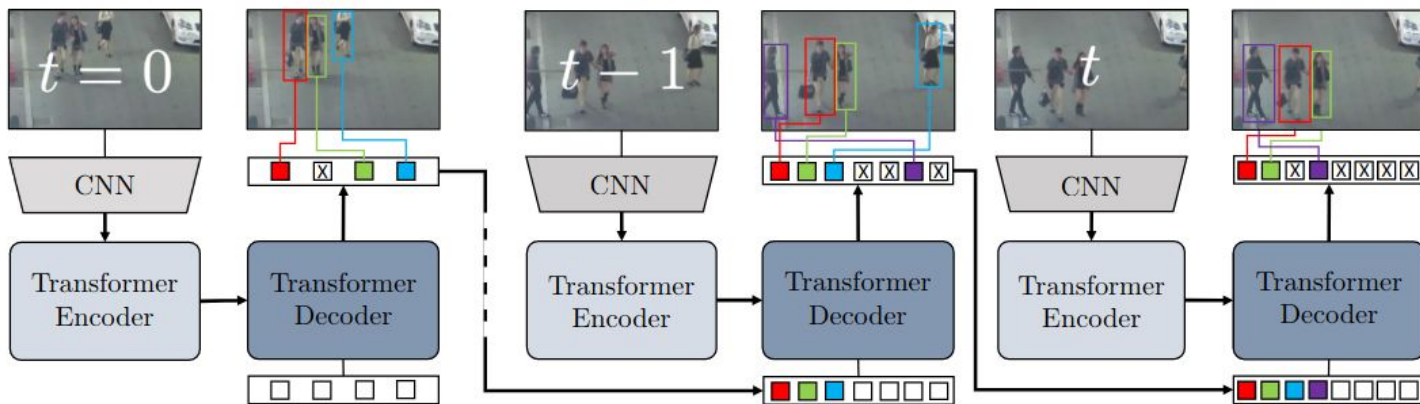 t = 0
t − 1
t
CNN
CNN
CNN
X
X X X
X X X X X
Transformer
Encoder
Transformer
Decoder
Transformer
Encoder
Transformer
Decoder
Transformer
Encoder
Transformer
Decoder